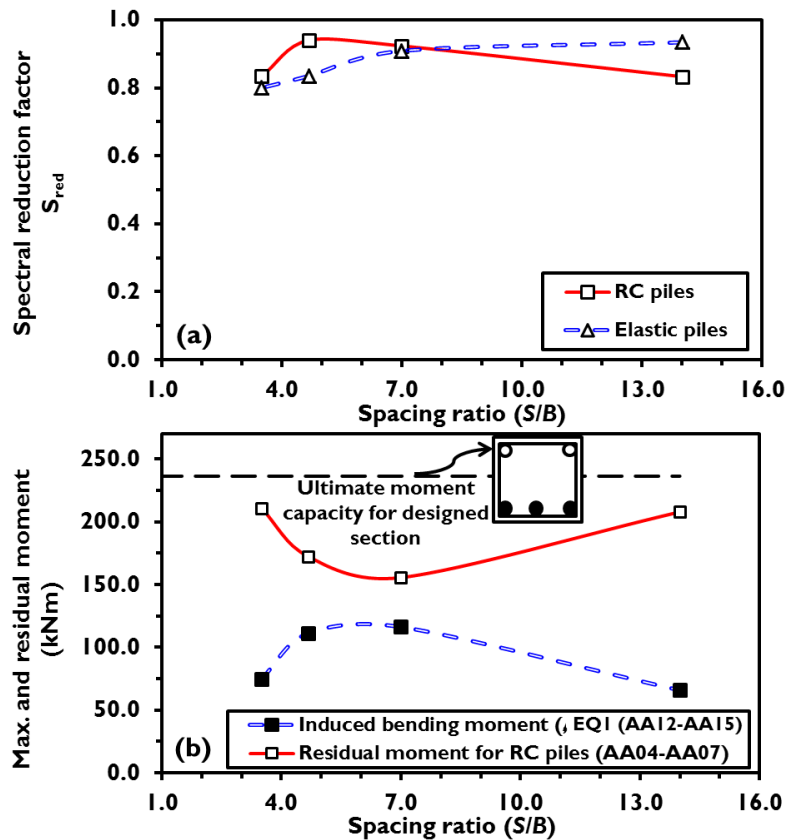 Spectral reduction factor
S_red
1.0
0.8
0.6
0.4
0.2
0.0
(a)
RC piles
Elastic piles
1.0 4.0 7.0 10.0 13.0 16.0
Spacing ratio (S/B)
Max. and residual moment
(kNm)
250.0
200.0
150.0
100.0
50.0
0.0
Ultimate moment
capacity for designed
section
Induced bending moment (, EQ1 (AA12-AA15)
Residual moment for RC piles (AA04-AA07)
(b)
1.0 4.0 7.0 10.0 13.0 16.0
Spacing ratio (S/B)